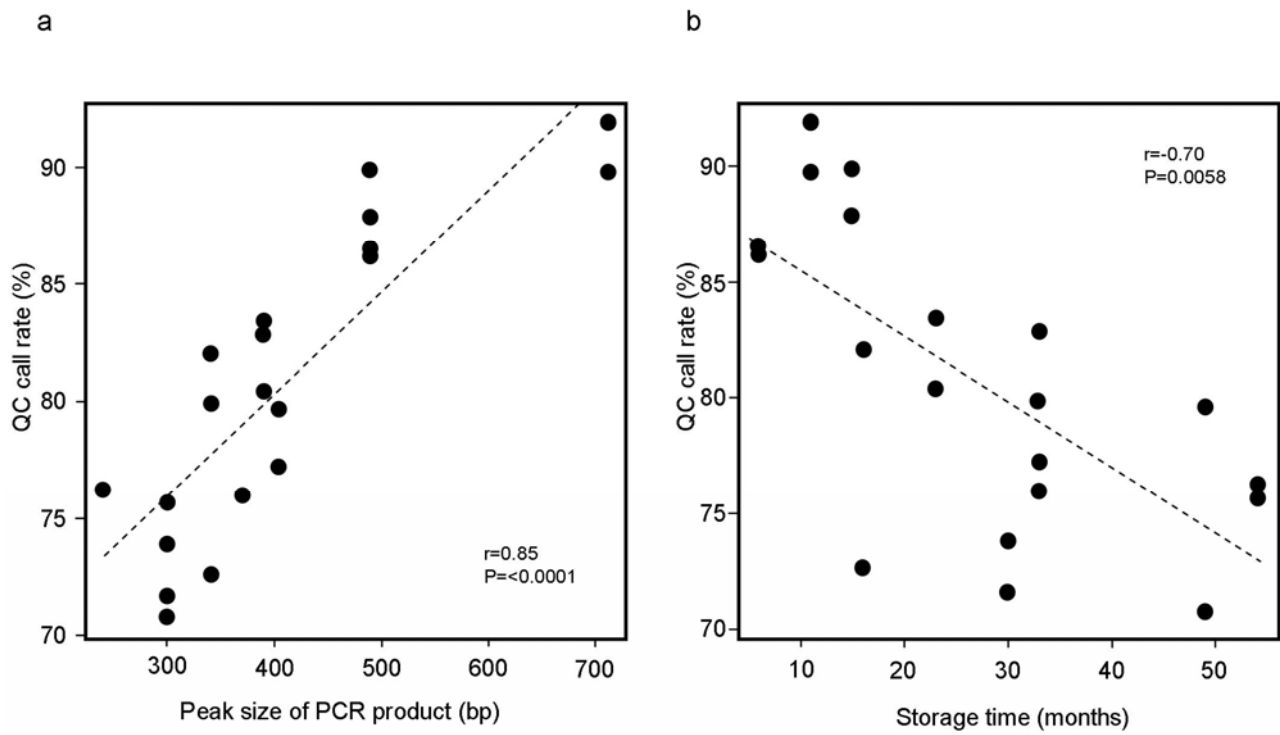 a
90
85
80
75
70
QC call rate (%)
300 400 500 600 700
Peak size of PCR product (bp)
r=0.85
P=<0.0001
b
90
85
80
75
70
QC call rate (%)
10 20 30 40 50
Storage time (months)
r=-0.70
P=0.0058